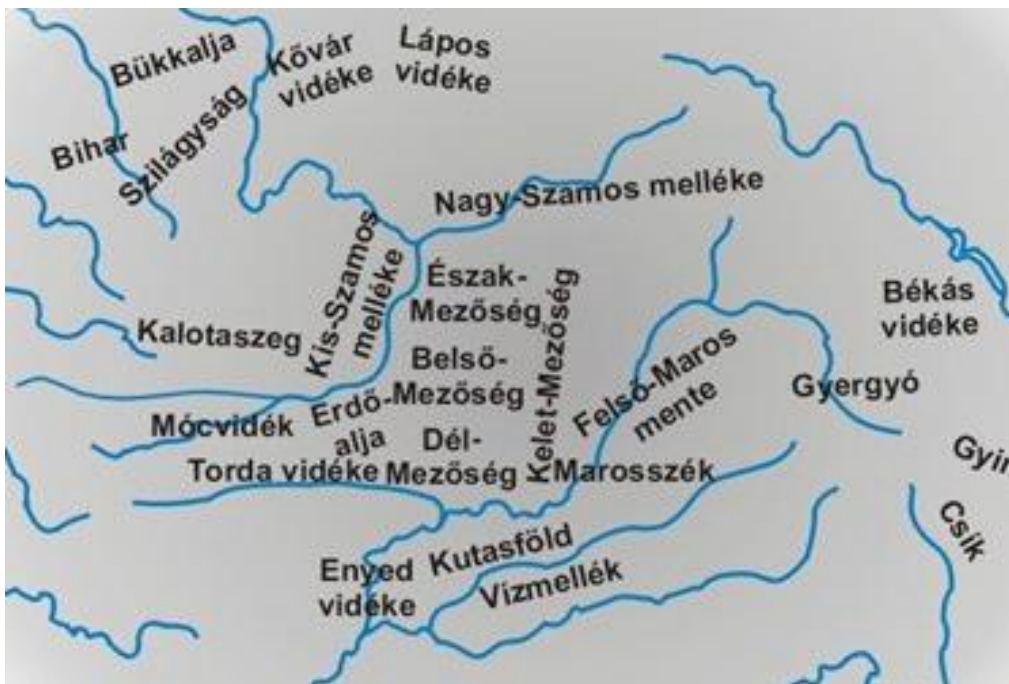 Bükkalja
Kővár
vidéke
Lápos
vidéke
Bihar
Szilágyság
Nagy-Szamos melléke
Kis-Szamos
melléke
Észak-
Mezőség
Kelet-Mezőség
Békás
vidéke
Kalotaszeg
Belső-
Mezőség
Felső-Maros
mente
Gyergyó
Mócvidék
Erdő-
alja
Dél-
Mezőség
Torda vidéke
Marosszék
Csík
Enyed
vidéke
Kutasföld
Vízmellék